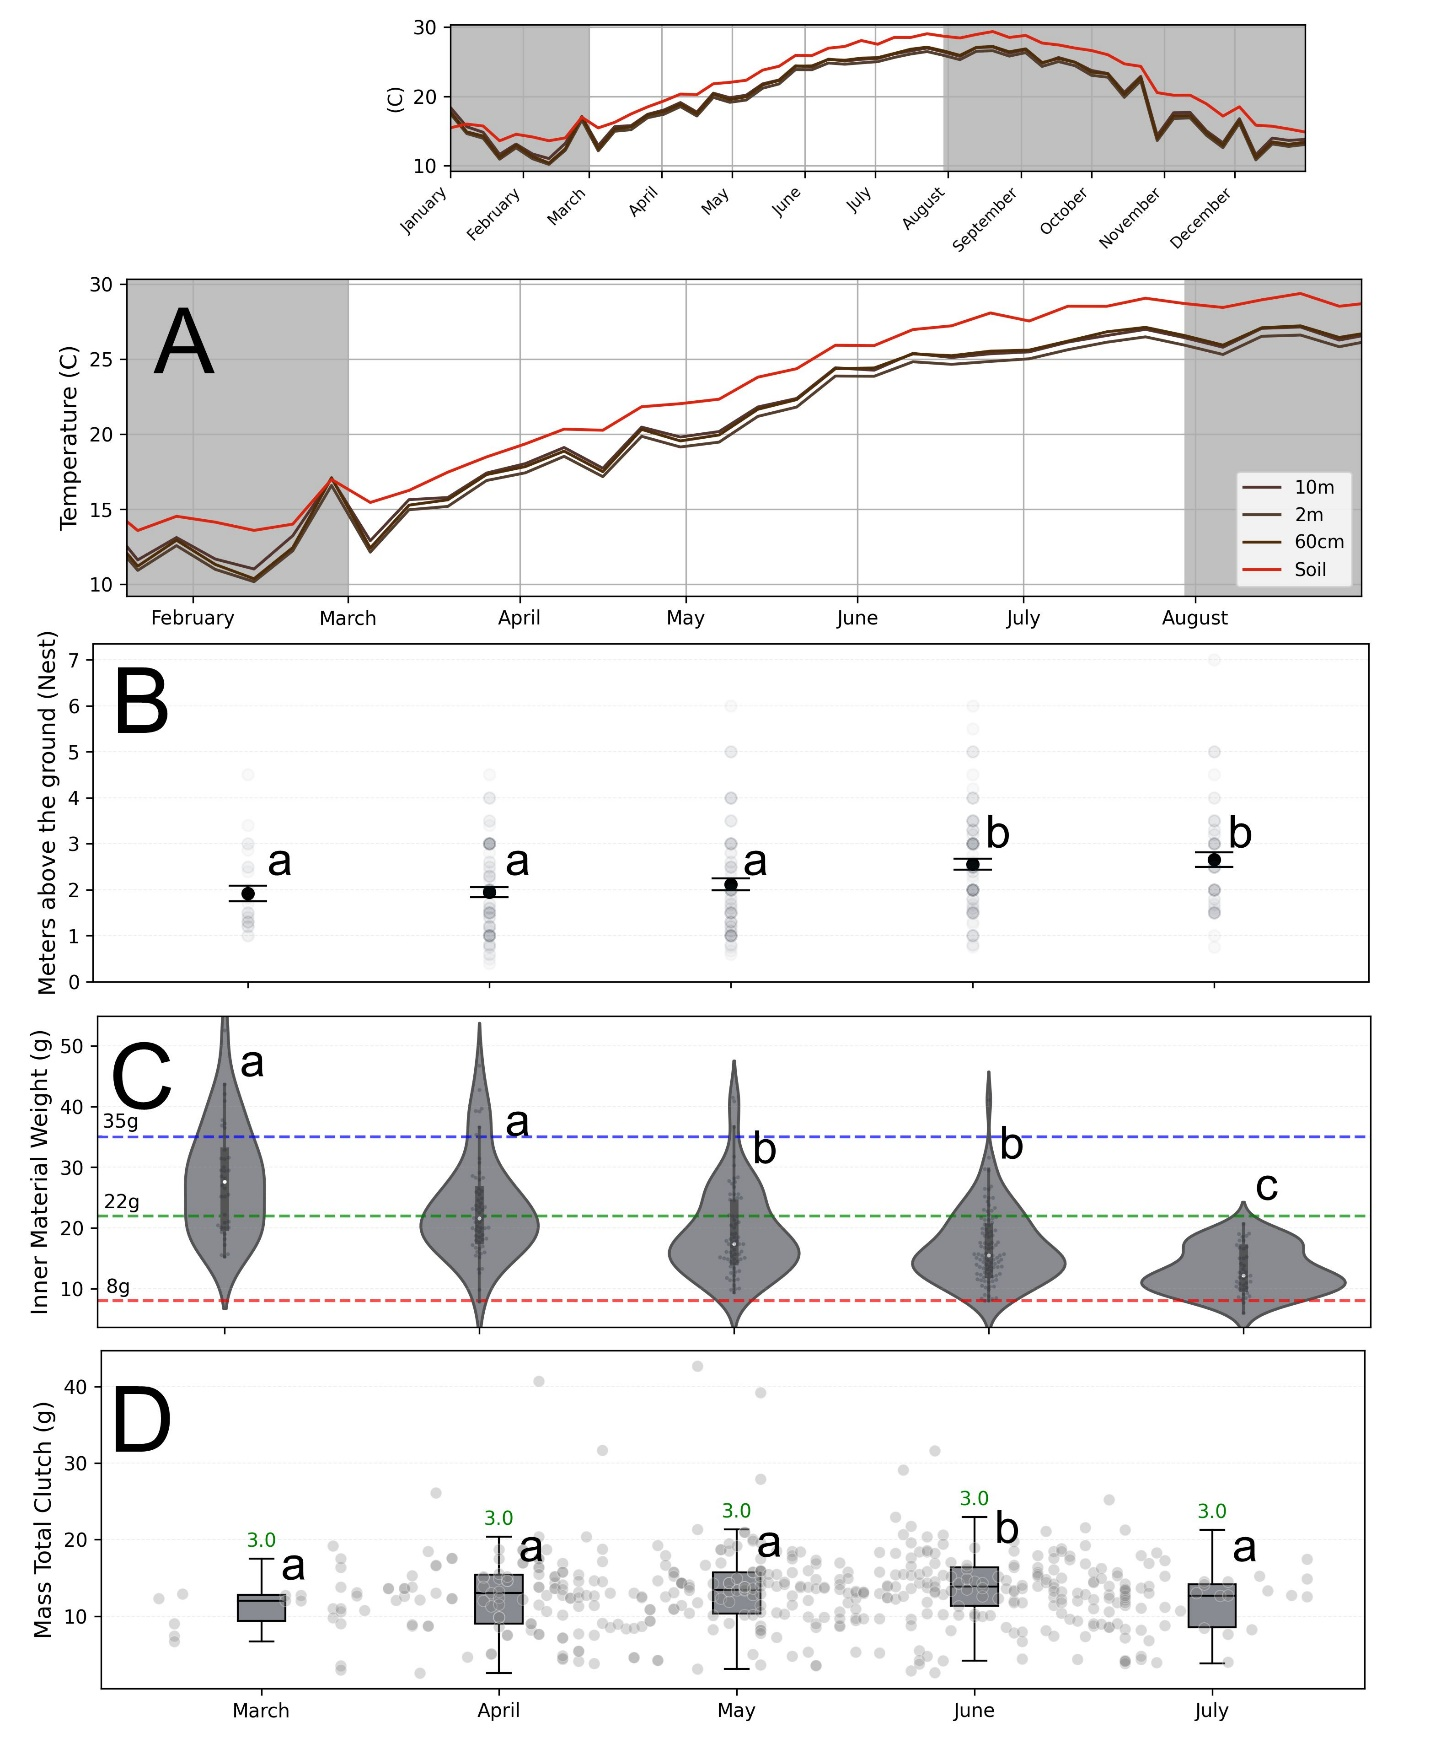 30
20
10
(C)
January
February
March
April
May
June
July
August
September
October
November
December
A
30
25
20
15
10
Temperature (C)
10m
2m
60cm
Soil
February
March
April
May
June
July
August
B
7
6
5
4
3
2
1
0
Meters above the ground (Nest)
a
a
a
b
b
C
50
40
30
20
10
Inner Material Weight (g)
35g
22g
8g
a
a
b
b
c
D
40
30
20
10
Mass Total Clutch (g)
3.0
3.0
3.0
3.0
3.0
a
a
a
b
a
March
April
May
June
July